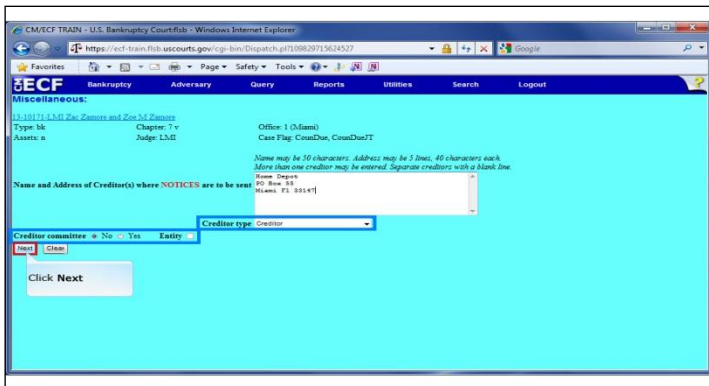 CM/ECF TRAIN - U.S. Bankruptcy Court:flsb - Windows Internet Explorer
https://ecf-train.flsb.uscourts.gov/cgi-bin/Dispatch.pl?109829715624527
Google
Favorites Page Safety Tools
ECF Bankruptcy Adversary Query Reports Utilities Search Logout ?
Miscellaneous:
13-10171-LMI Zac Zamore and Zoe M Zamore
Type: bk Chapter: 7 v Office: 1 (Miami)
Assets: n Judge: LMI Case Flag: CounDue, CounDueJT
Name may be 50 characters. Address may be 5 lines, 40 characters each.
More than one creditor may be entered. Separate creditors with a blank line.
Name and Address of Creditor(s) where NOTICES are to be sent
Home Depot
PO Box 55
Miami Fl 33147
Creditor type Creditor
Creditor committee No Yes Entity
Next Clear
Click Next